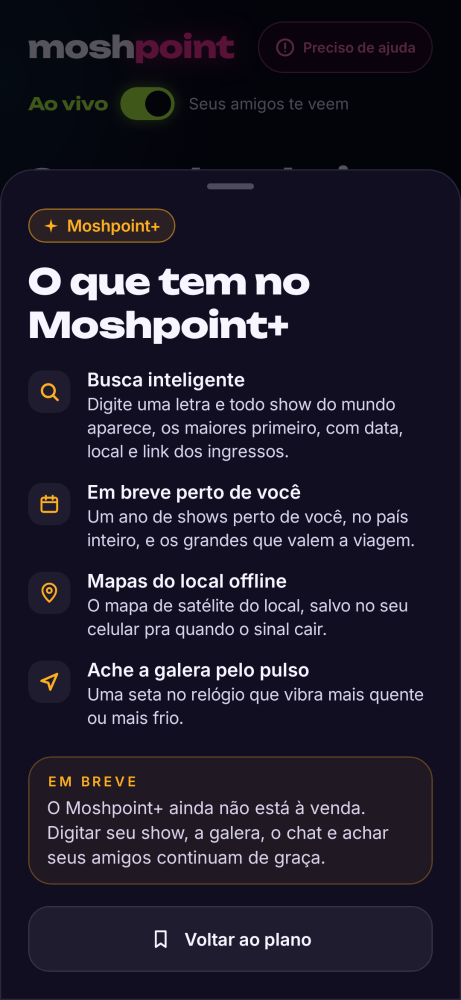 moshpoint
Preciso de ajuda
Ao vivo
Seus amigos te veem
Moshpoint+
O que tem no
Moshpoint+
Busca inteligente
Digite uma letra e todo show do mundo
aparece, os maiores primeiro, com data,
local e link dos ingressos.
Em breve perto de você
Um ano de shows perto de você, no país
inteiro, e os grandes que valem a viagem.
Mapas do local offline
O mapa de satélite do local, salvo no seu
celular pra quando o sinal cair.
Ache a galera pelo pulso
Uma seta no relógio que vibra mais quente
ou mais frio.
EM BREVE
O Moshpoint+ ainda não está à venda.
Digitar seu show, a galera, o chat e achar
seus amigos continuam de graça.
Voltar ao plano